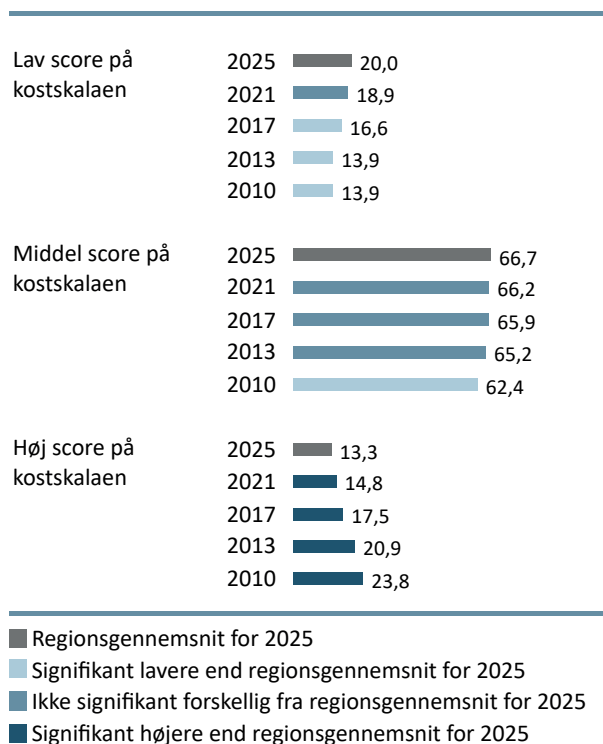 Lav score på
kostskalaen
2025 20,0
2021 18,9
2017 16,6
2013 13,9
2010 13,9
Middel score på
kostskalaen
2025 66,7
2021 66,2
2017 65,9
2013 65,2
2010 62,4
Høj score på
kostskalaen
2025 13,3
2021 14,8
2017 17,5
2013 20,9
2010 23,8
Regionsgennemsnit for 2025
Signifikant lavere end regionsgennemsnit for 2025
Ikke signifikant forskellig fra regionsgennemsnit for 2025
Signifikant højere end regionsgennemsnit for 2025